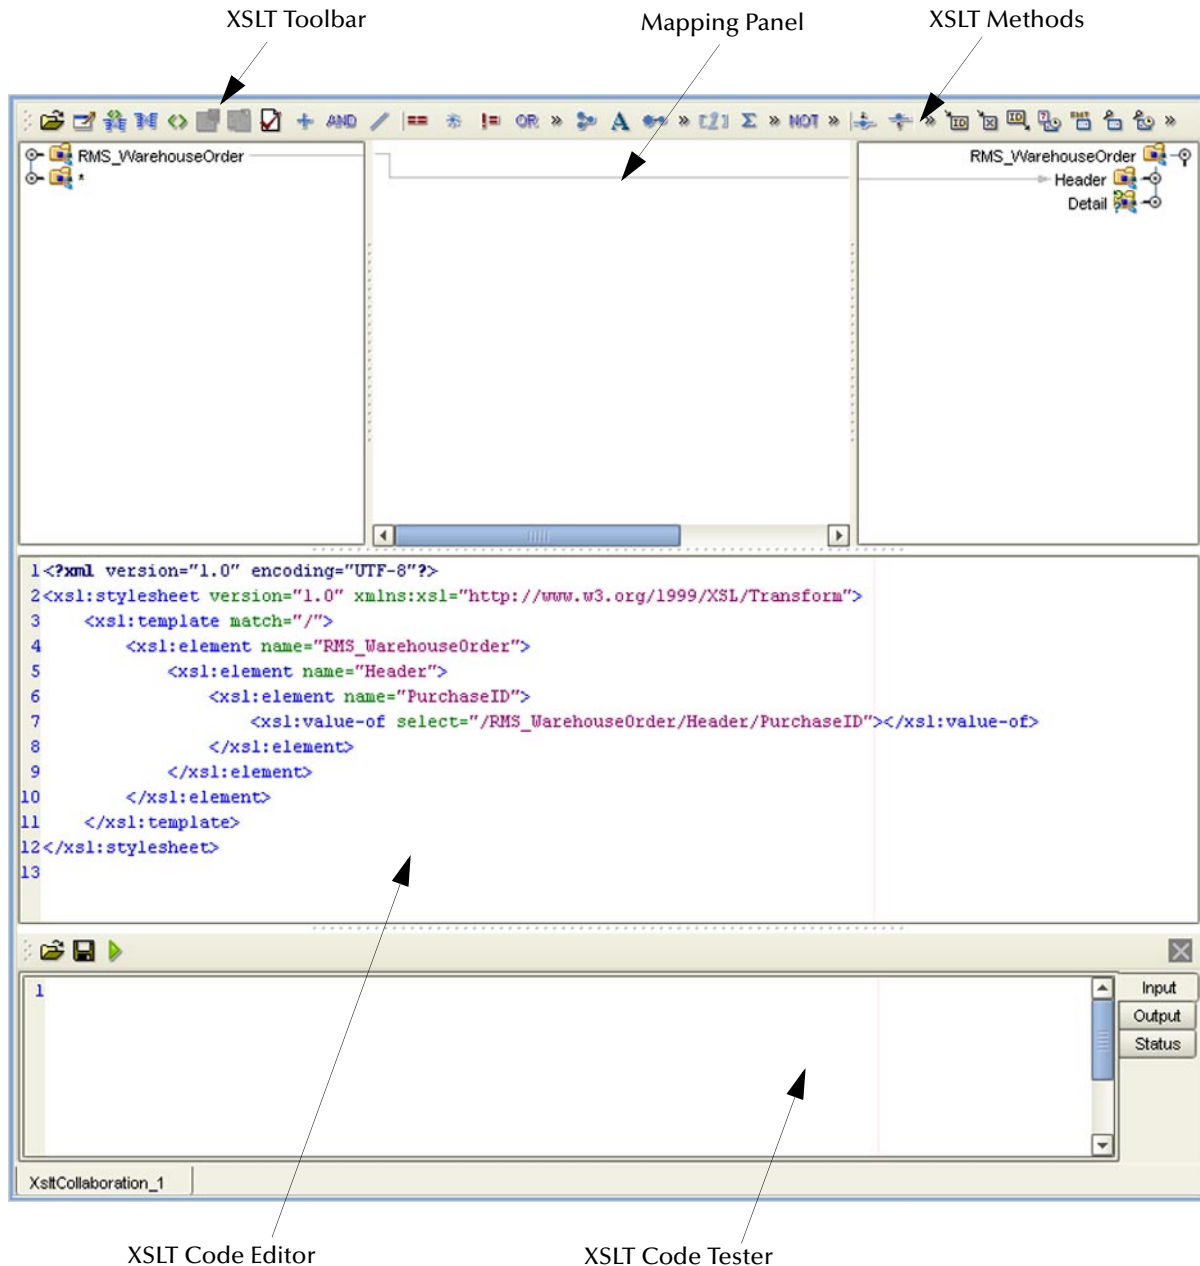 XSLT Toolbar
Mapping Panel
XSLT Methods
AND == != OR » A » [2] Σ » NOT » » ID ID »
RMS_WarehouseOrder
*
RMS_WarehouseOrder
Header
Detail
1 <?xml version="1.0" encoding="UTF-8"?>
2 <xsl:stylesheet version="1.0" xmlns:xsl="http://www.w3.org/1999/XSL/Transform">
3 <xsl:template match="/">
4 <xsl:element name="RMS_WarehouseOrder">
5 <xsl:element name="Header">
6 <xsl:element name="PurchaseID">
7 <xsl:value-of select="/RMS_WarehouseOrder/Header/PurchaseID"></xsl:value-of>
8 </xsl:element>
9 </xsl:element>
10 </xsl:element>
11 </xsl:template>
12 </xsl:stylesheet>
13
1
Input
Output
Status
XsltCollaboration_1
XSLT Code Editor
XSLT Code Tester